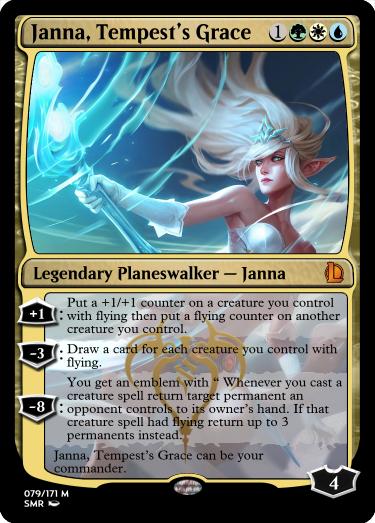 Janna, Tempest's Grace 1
Legendary Planeswalker — Janna
+1: Put a +1/+1 counter on a creature you control
with flying then put a flying counter on another
creature you control.
-3: Draw a card for each creature you control with
flying.
-8: You get an emblem with “ Whenever you cast a
creature spell return target permanent an
opponent controls to its owner's hand. If that
creature spell had flying return up to 3
permanents instead."
Janna, Tempest's Grace can be your
commander.
4
079/171 M
SMR